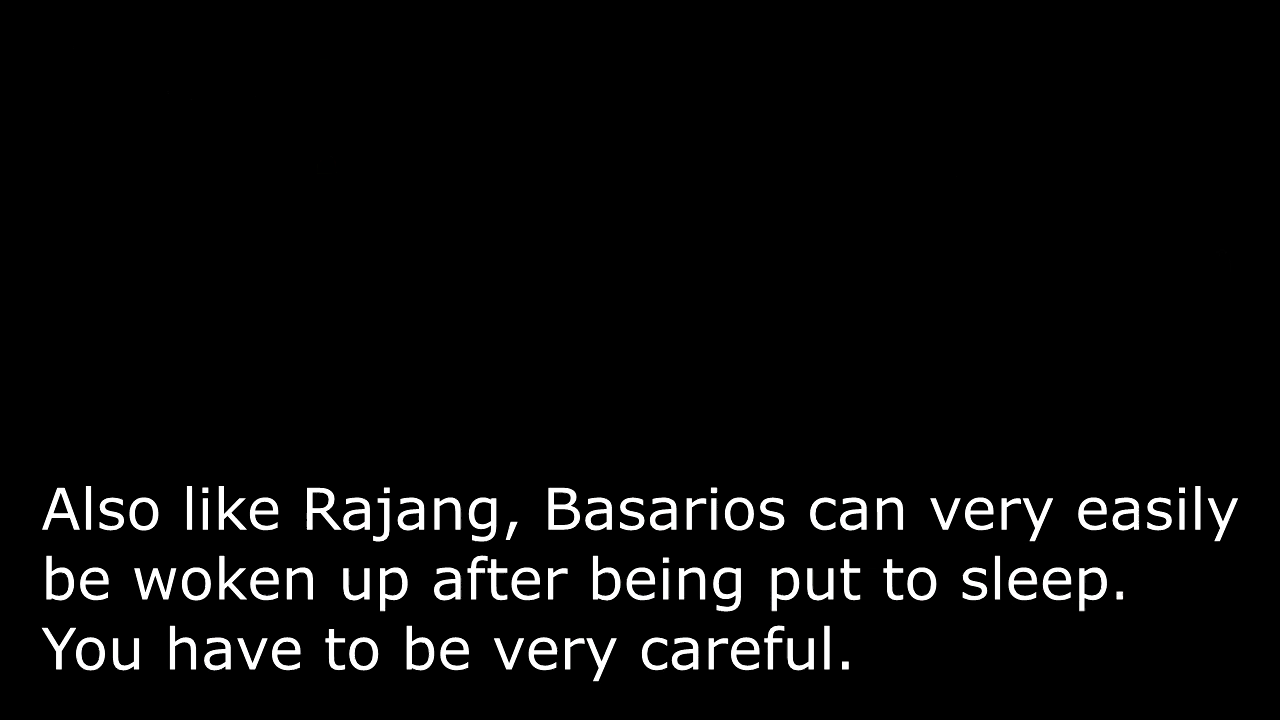 Also like Rajang, Basarios can very easily
be woken up after being put to sleep.
You have to be very careful.